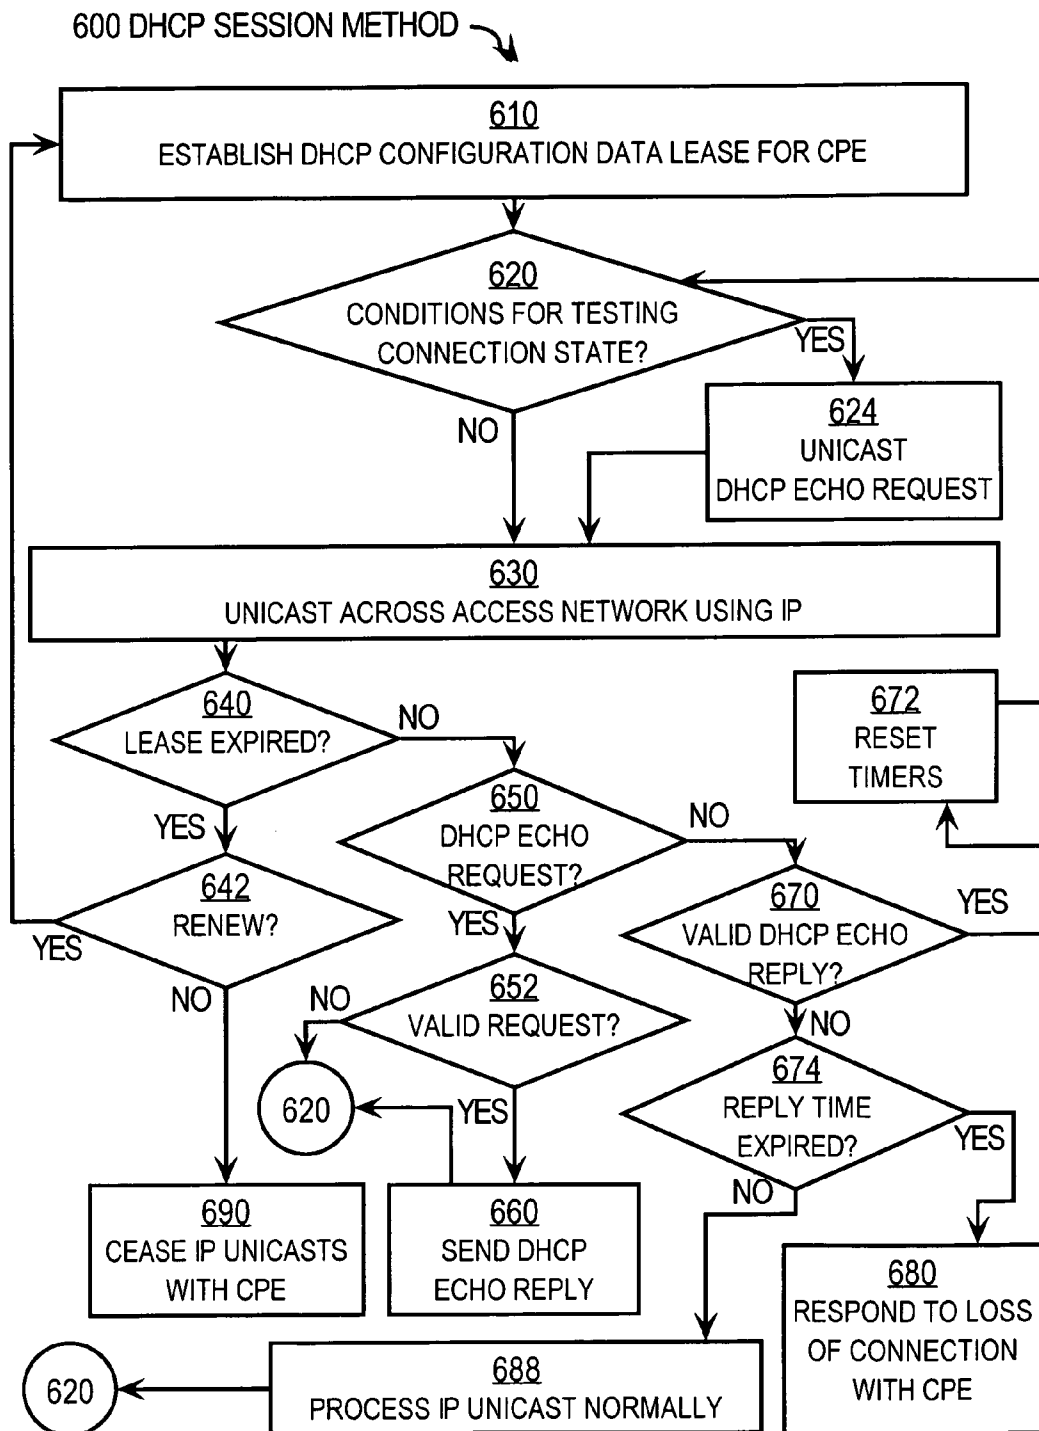 600 DHCP SESSION METHOD
610
ESTABLISH DHCP CONFIGURATION DATA LEASE FOR CPE
620
CONDITIONS FOR TESTING
CONNECTION STATE?
YES
NO
624
UNICAST
DHCP ECHO REQUEST
630
UNICAST ACROSS ACCESS NETWORK USING IP
640
LEASE EXPIRED?
NO
YES
672
RESET
TIMERS
650
DHCP ECHO
REQUEST?
NO
YES
642
RENEW?
YES
NO
670
VALID DHCP ECHO
REPLY?
YES
NO
652
VALID REQUEST?
NO
YES
620
674
REPLY TIME
EXPIRED?
YES
NO
690
CEASE IP UNICASTS
WITH CPE
660
SEND DHCP
ECHO REPLY
680
RESPOND TO LOSS
OF CONNECTION
WITH CPE
688
PROCESS IP UNICAST NORMALLY
620